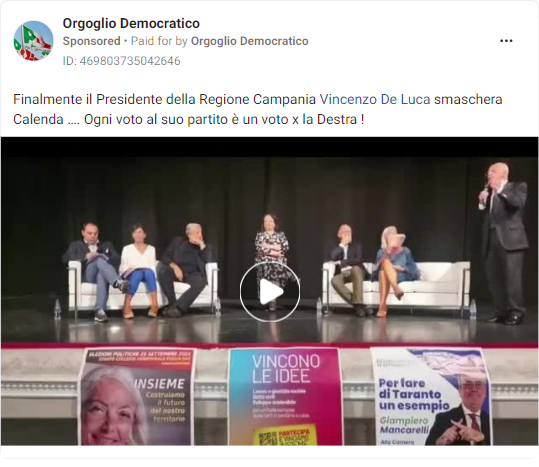 Orgoglio Democratico
Sponsored • Paid for by Orgoglio Democratico
ID: 469803735042646
Finalmente il Presidente della Regione Campania Vincenzo De Luca smaschera
Calenda .... Ogni voto al suo partito è un voto x la Destra !
ELEZIONI POLITICHE 25 SETTEMBRE 2022
INSIEME
Costruiamo
il futuro
del nostro
territorio
VINCONO
LE IDEE
PARTECIPA
Per fare
di Taranto
un esempio
Giampiero
Mancarelli
Alla Camera